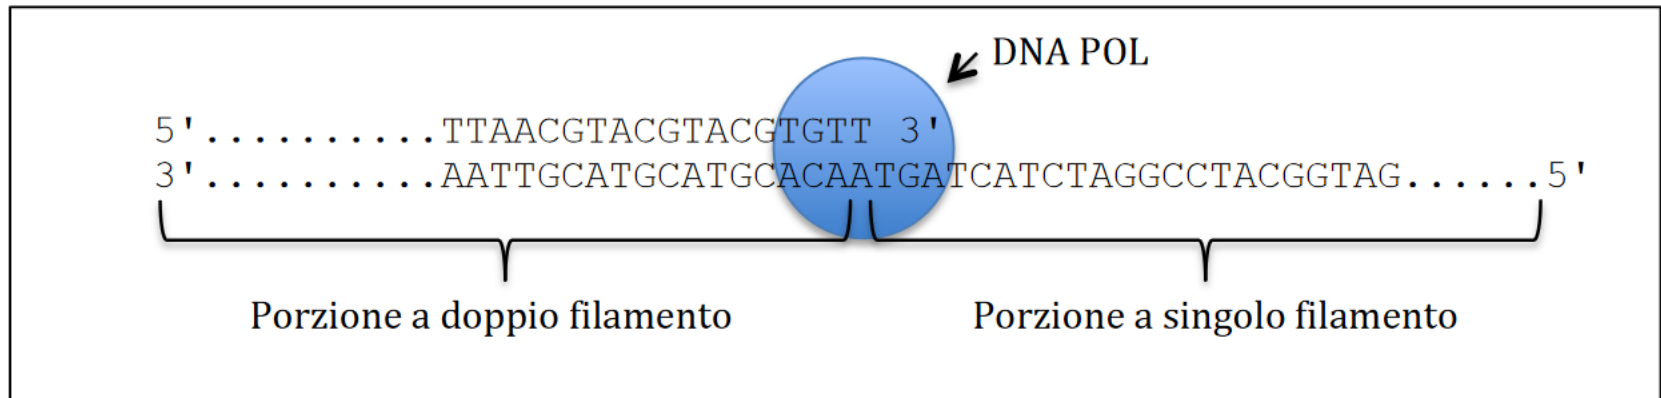 DNA POL
5'..........TTAACGTACGTACGTGTT 3'
3'..........AATTGCATGCATGCACAATGATCATCTAGGCCTACGGTAG......5'
Porzione a doppio filamento Porzione a singolo filamento